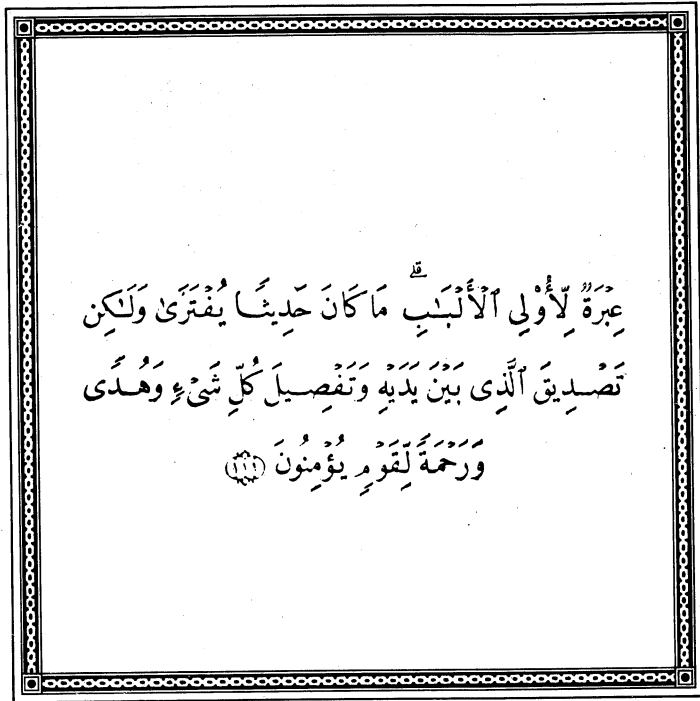 عِبۡرَةٞ لِّأُوْلِي ٱلۡأَلۡبَٰبِۗ مَا كَانَ حَدِيثٗا يُفۡتَرَىٰ وَلَٰكِن
تَصۡدِيقَ ٱلَّذِي بَيۡنَ يَدَيۡهِ وَتَفۡصِيلَ كُلِّ شَيۡءٖ وَهُدٗى
وَرَحۡمَةٗ لِّقَوۡمٖ يُؤۡمِنُونَ ١١١